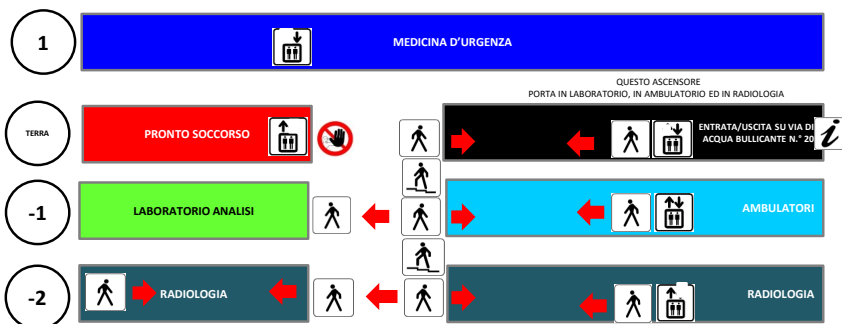 1
MEDICINA D'URGENZA
QUESTO ASCENSORE
PORTA IN LABORATORIO, IN AMBULATORIO ED IN RADIOLOGIA
TERRA
PRONTO SOCCORSO
ENTRATA/USCITA SU VIA DI
ACQUA BULLICANTE N.° 20
i
-1
LABORATORIO ANALISI
AMBULATORI
-2
RADIOLOGIA
RADIOLOGIA